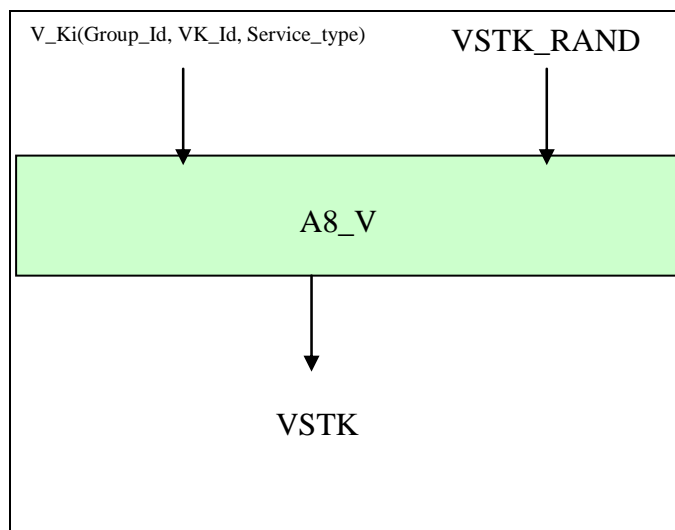 V_Ki(Group_Id, VK_Id, Service_type)
VSTK_RAND
A8_V
VSTK